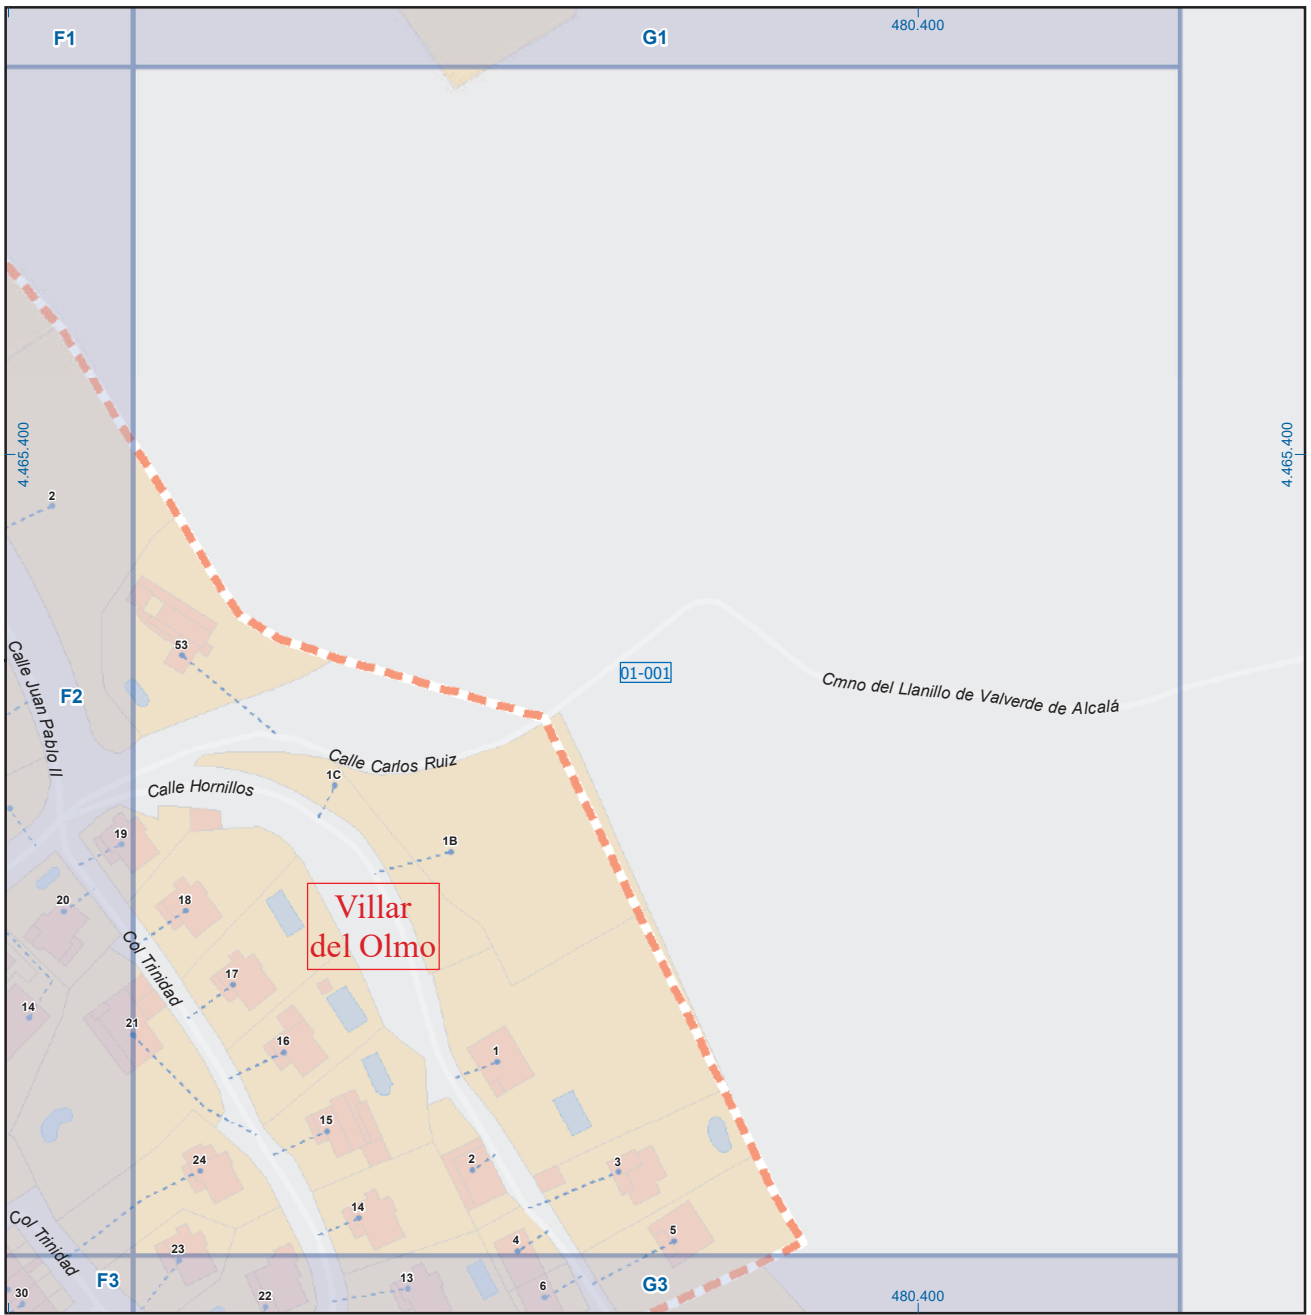 F1
G1
480.400
4.465.400
4.465.400
2
53
Calle Juan Pablo II
F2
01-001
Cmno del Llanillo de Valverde de Alcalá
Calle Carlos Ruiz
1C
Calle Hornillos
19
1B
20
18
Villar
del Olmo
Col Trinidad
17
14
21
16
1
15
24
2
3
14
Col Trinidad
23
4
5
F3
13
G3
6
30
22
480.400